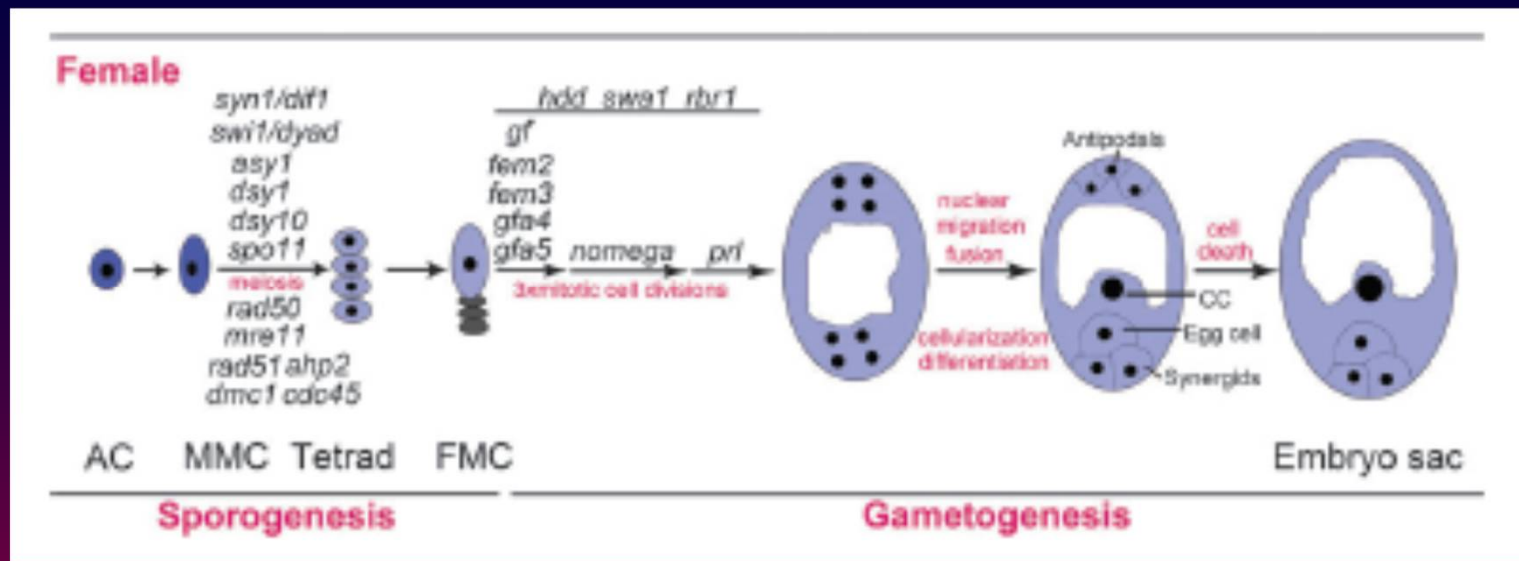 Female
syn1/dif1
swi1/dyad
asy1
dsy1
dsy10
spo11
meiosis
rad50
mre11
rad51 ahp2
dmc1 cdc45
hdd swa1 rbr1
gf
fem2
fem3
gfa4
gfa5 nomega prl
3xmitotic cell divisions
nuclear
migration
fusion
cellularization
differentiation
Antipodals
CC
Egg cell
Synergids
cell
death
AC MMC Tetrad FMC Embryo sac
Sporogenesis Gametogenesis